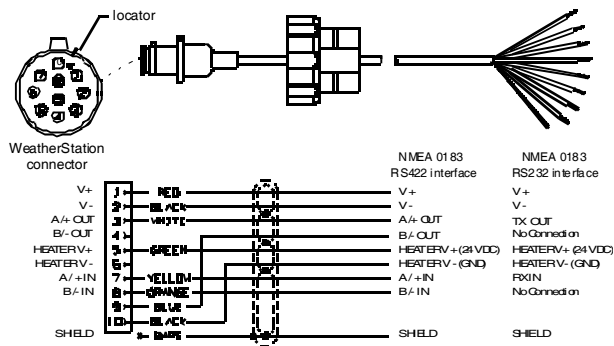 locator
WeatherStation
connector
NMEA 0183 NMEA 0183
RS422 interface RS232 interface
V+ 1 RED V+ V+
V- 2 BLACK V- V-
A/+ OUT 3 WHITE A/+ OUT TX OUT
B/- OUT 4 B/- OUT No Connection
HEATER V+ 5 GREEN HEATER V+ (24 VDC) HEATER V+ (24 VDC)
HEATER V- 6 HEATER V- (GND) HEATER V- (GND)
A/+ IN 7 YELLOW A/+ IN RX IN
B/- IN 8 ORANGE B/- IN No Connection
9 BLUE
10 BLACK
SHIELD BARE SHIELD SHIELD